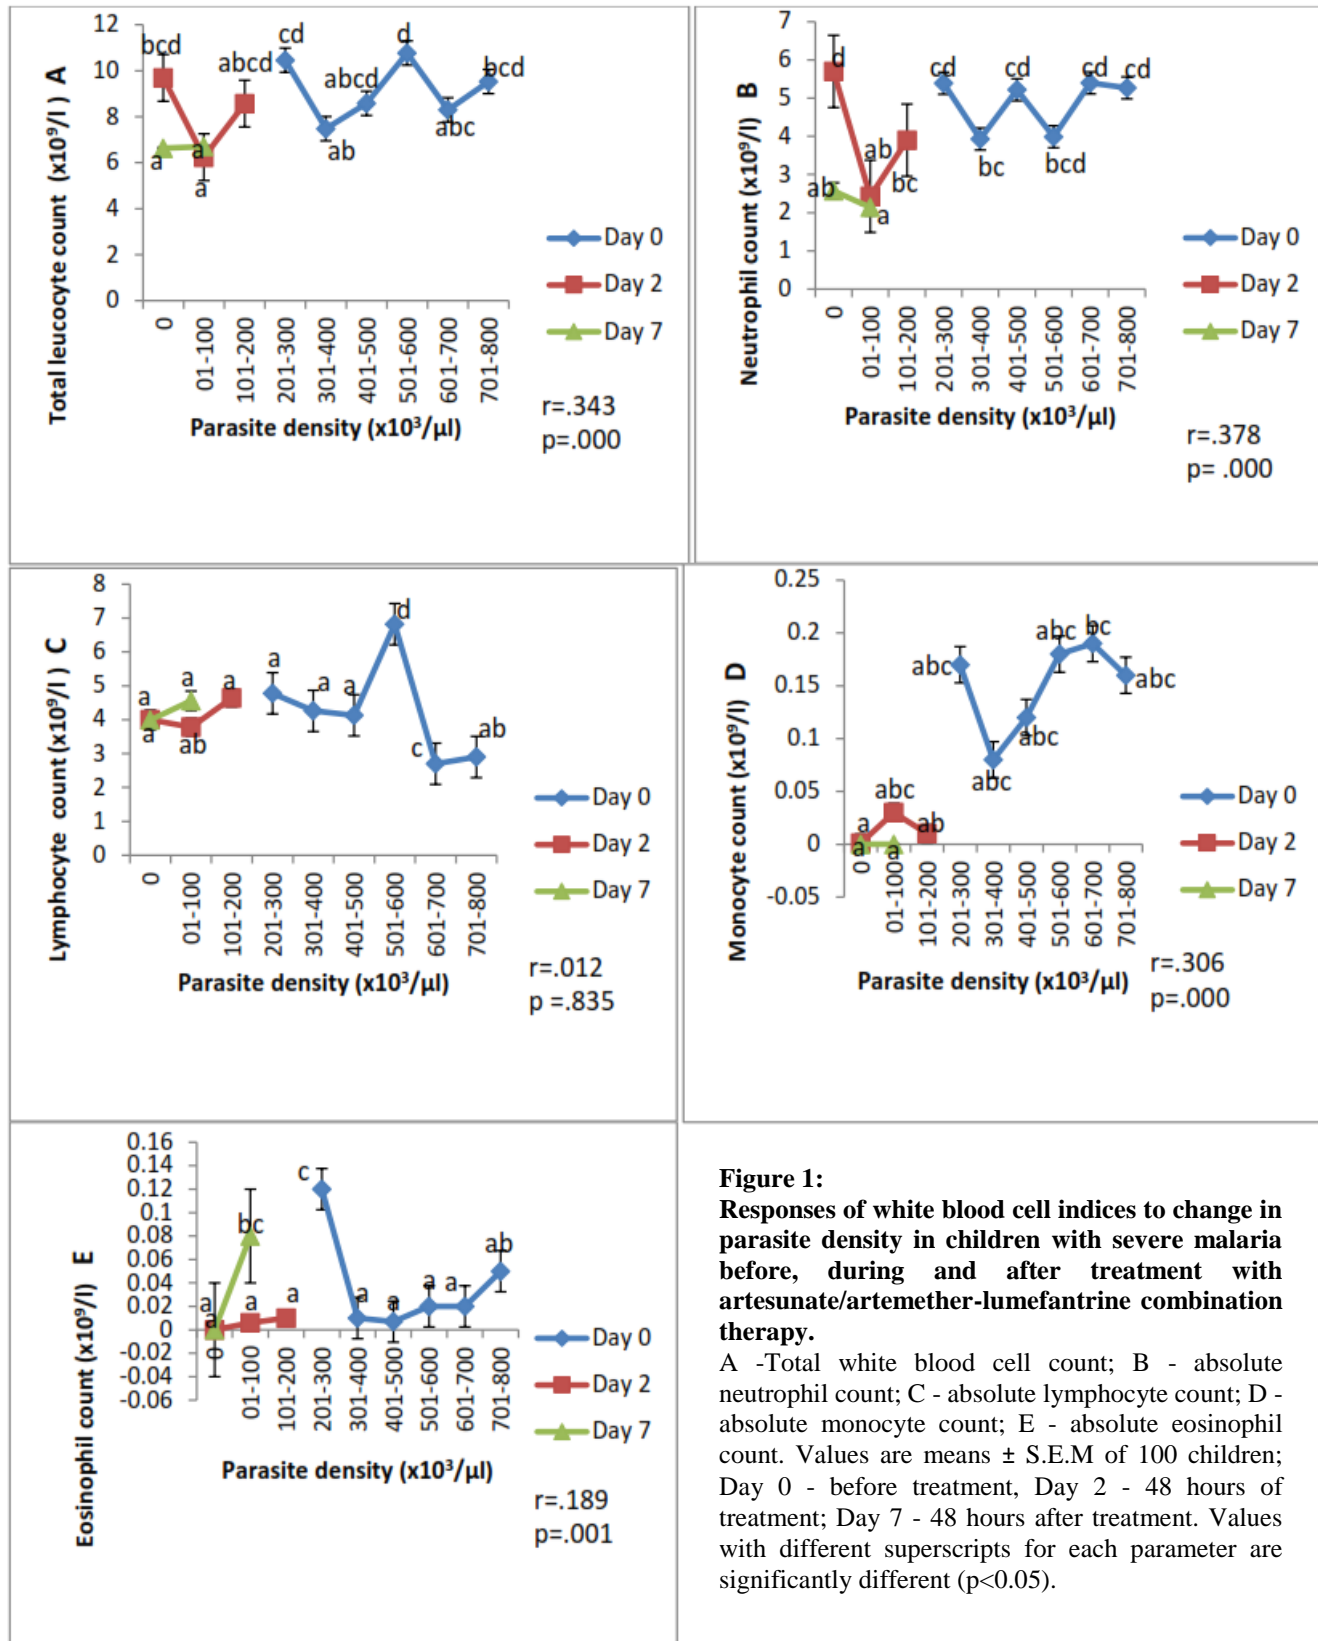 Total leucocyte count (x10⁹/l) A
12
10
8
6
4
2
0
bcd
a
a
a
abcd
cd
ab
abcd
d
abc
bcd
0
01-100
101-200
201-300
301-400
401-500
501-600
601-700
701-800
Parasite density (x10³/µl)
Day 0
Day 2
Day 7
r=.343
p=.000
Neutrophil count (x10⁹/l) B
7
6
5
4
3
2
1
0
d
ab
ab
a
bc
cd
bc
cd
bcd
cd
cd
0
01-100
101-200
201-300
301-400
401-500
501-600
601-700
701-800
Parasite density (x10³/µl)
Day 0
Day 2
Day 7
r=.378
p= .000
Lymphocyte count (x10⁹/l) C
8
7
6
5
4
3
2
1
0
a
a
a
ab
a
a
a
a
d
c
ab
0
01-100
101-200
201-300
301-400
401-500
501-600
601-700
701-800
Parasite density (x10³/µl)
Day 0
Day 2
Day 7
r=.012
p =.835
Monocyte count (x10⁹/l) D
0.25
0.2
0.15
0.1
0.05
0
-0.05
a
a
abc
a
ab
abc
abc
abc
abc
bc
abc
0
01-100
101-200
201-300
301-400
401-500
501-600
601-700
701-800
Parasite density (x10³/µl)
Day 0
Day 2
Day 7
r=.306
p=.000
Eosinophil count (x10⁹/l) E
0.16
0.14
0.12
0.1
0.08
0.06
0.04
0.02
0
-0.02
-0.04
-0.06
a
a
bc
a
a
c
a
a
a
a
ab
0
01-100
101-200
201-300
301-400
401-500
501-600
601-700
701-800
Parasite density (x10³/µl)
Day 0
Day 2
Day 7
r=.189
p=.001
Figure 1:
Responses of white blood cell indices to change in
parasite density in children with severe malaria
before, during and after treatment with
artesunate/artemether-lumefantrine combination
therapy.
A -Total white blood cell count; B - absolute
neutrophil count; C - absolute lymphocyte count; D -
absolute monocyte count; E - absolute eosinophil
count. Values are means ± S.E.M of 100 children;
Day 0 - before treatment, Day 2 - 48 hours of
treatment; Day 7 - 48 hours after treatment. Values
with different superscripts for each parameter are
significantly different (p<0.05).